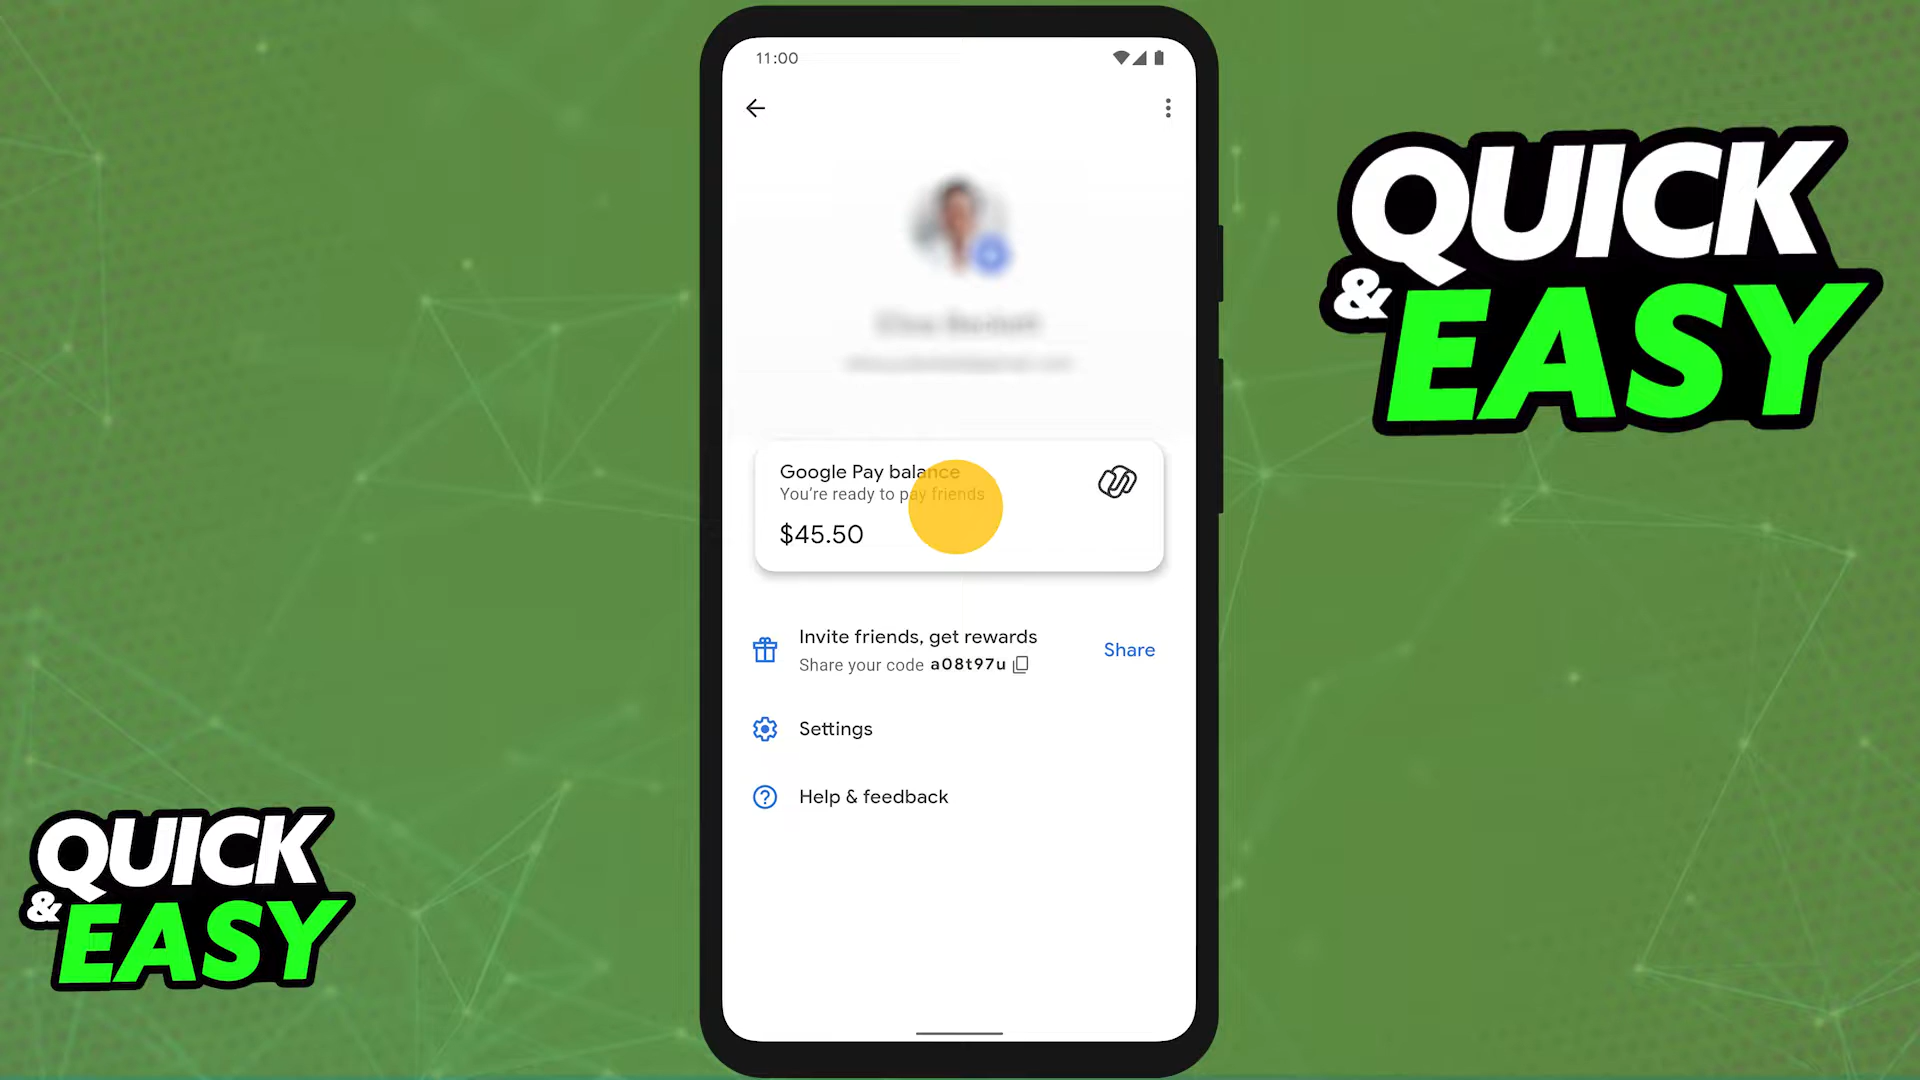 11:00
Google Pay balance
You're ready to pay friends
$45.50
Invite friends, get rewards
Share your code a08t97u
Share
Settings
Help & feedback
QUICK
& EASY
QUICK
& EASY